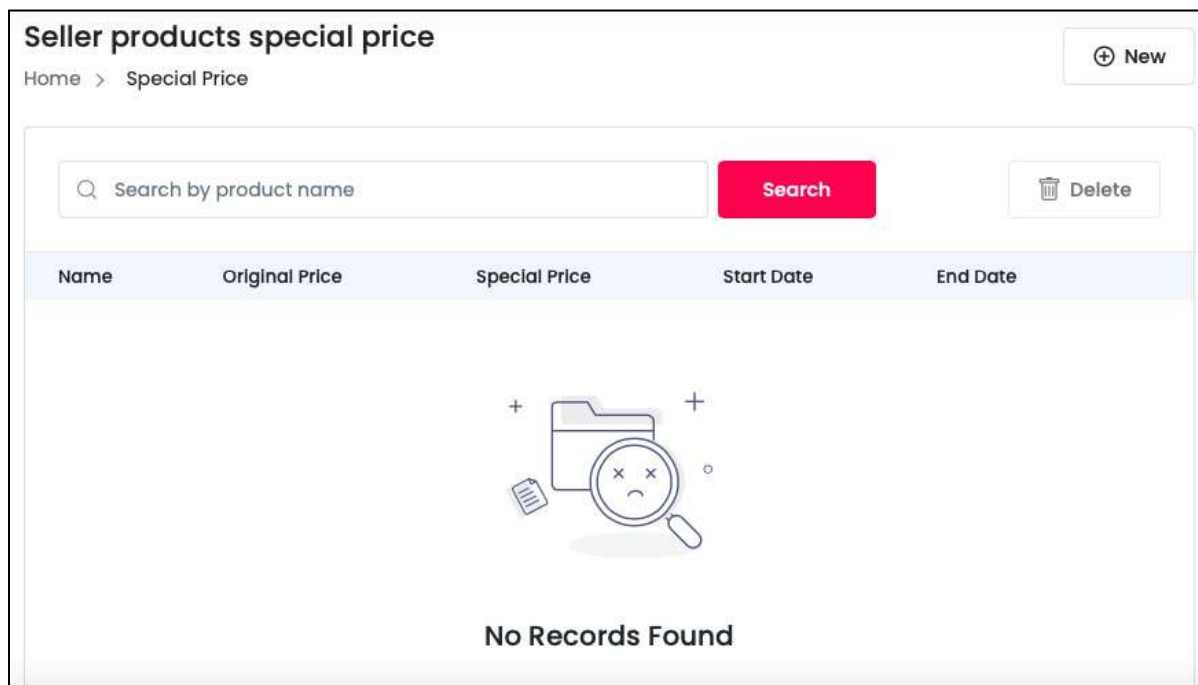 Seller products special price
New
Home > Special Price
Search by product name
Search
Delete
Name Original Price Special Price Start Date End Date
No Records Found